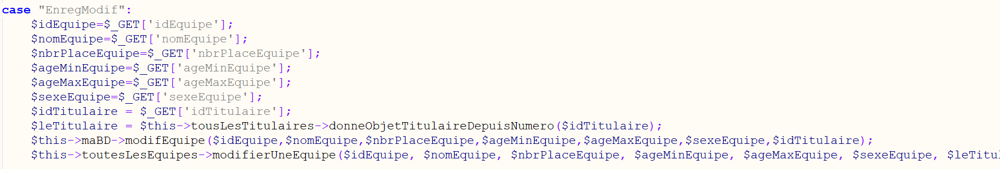 case "EnregModif":
$idEquipe=$_GET['idEquipe'];
$nomEquipe=$_GET['nomEquipe'];
$nbrPlaceEquipe=$_GET['nbrPlaceEquipe'];
$ageMinEquipe=$_GET['ageMinEquipe'];
$ageMaxEquipe=$_GET['ageMaxEquipe'];
$sexeEquipe=$_GET['sexeEquipe'];
$idTitulaire = $_GET['idTitulaire'];
$leTitulaire = $this->tousLesTitulaires->donneObjetTitulaireDepuisNumero($idTitulaire);
$this->maBD->modifEquipe($idEquipe,$nomEquipe,$nbrPlaceEquipe,$ageMinEquipe,$ageMaxEquipe,$sexeEquipe,$idTitulaire);
$this->toutesLesEquipes->modifierUneEquipe($idEquipe, $nomEquipe, $nbrPlaceEquipe, $ageMinEquipe, $ageMaxEquipe, $sexeEquipe,